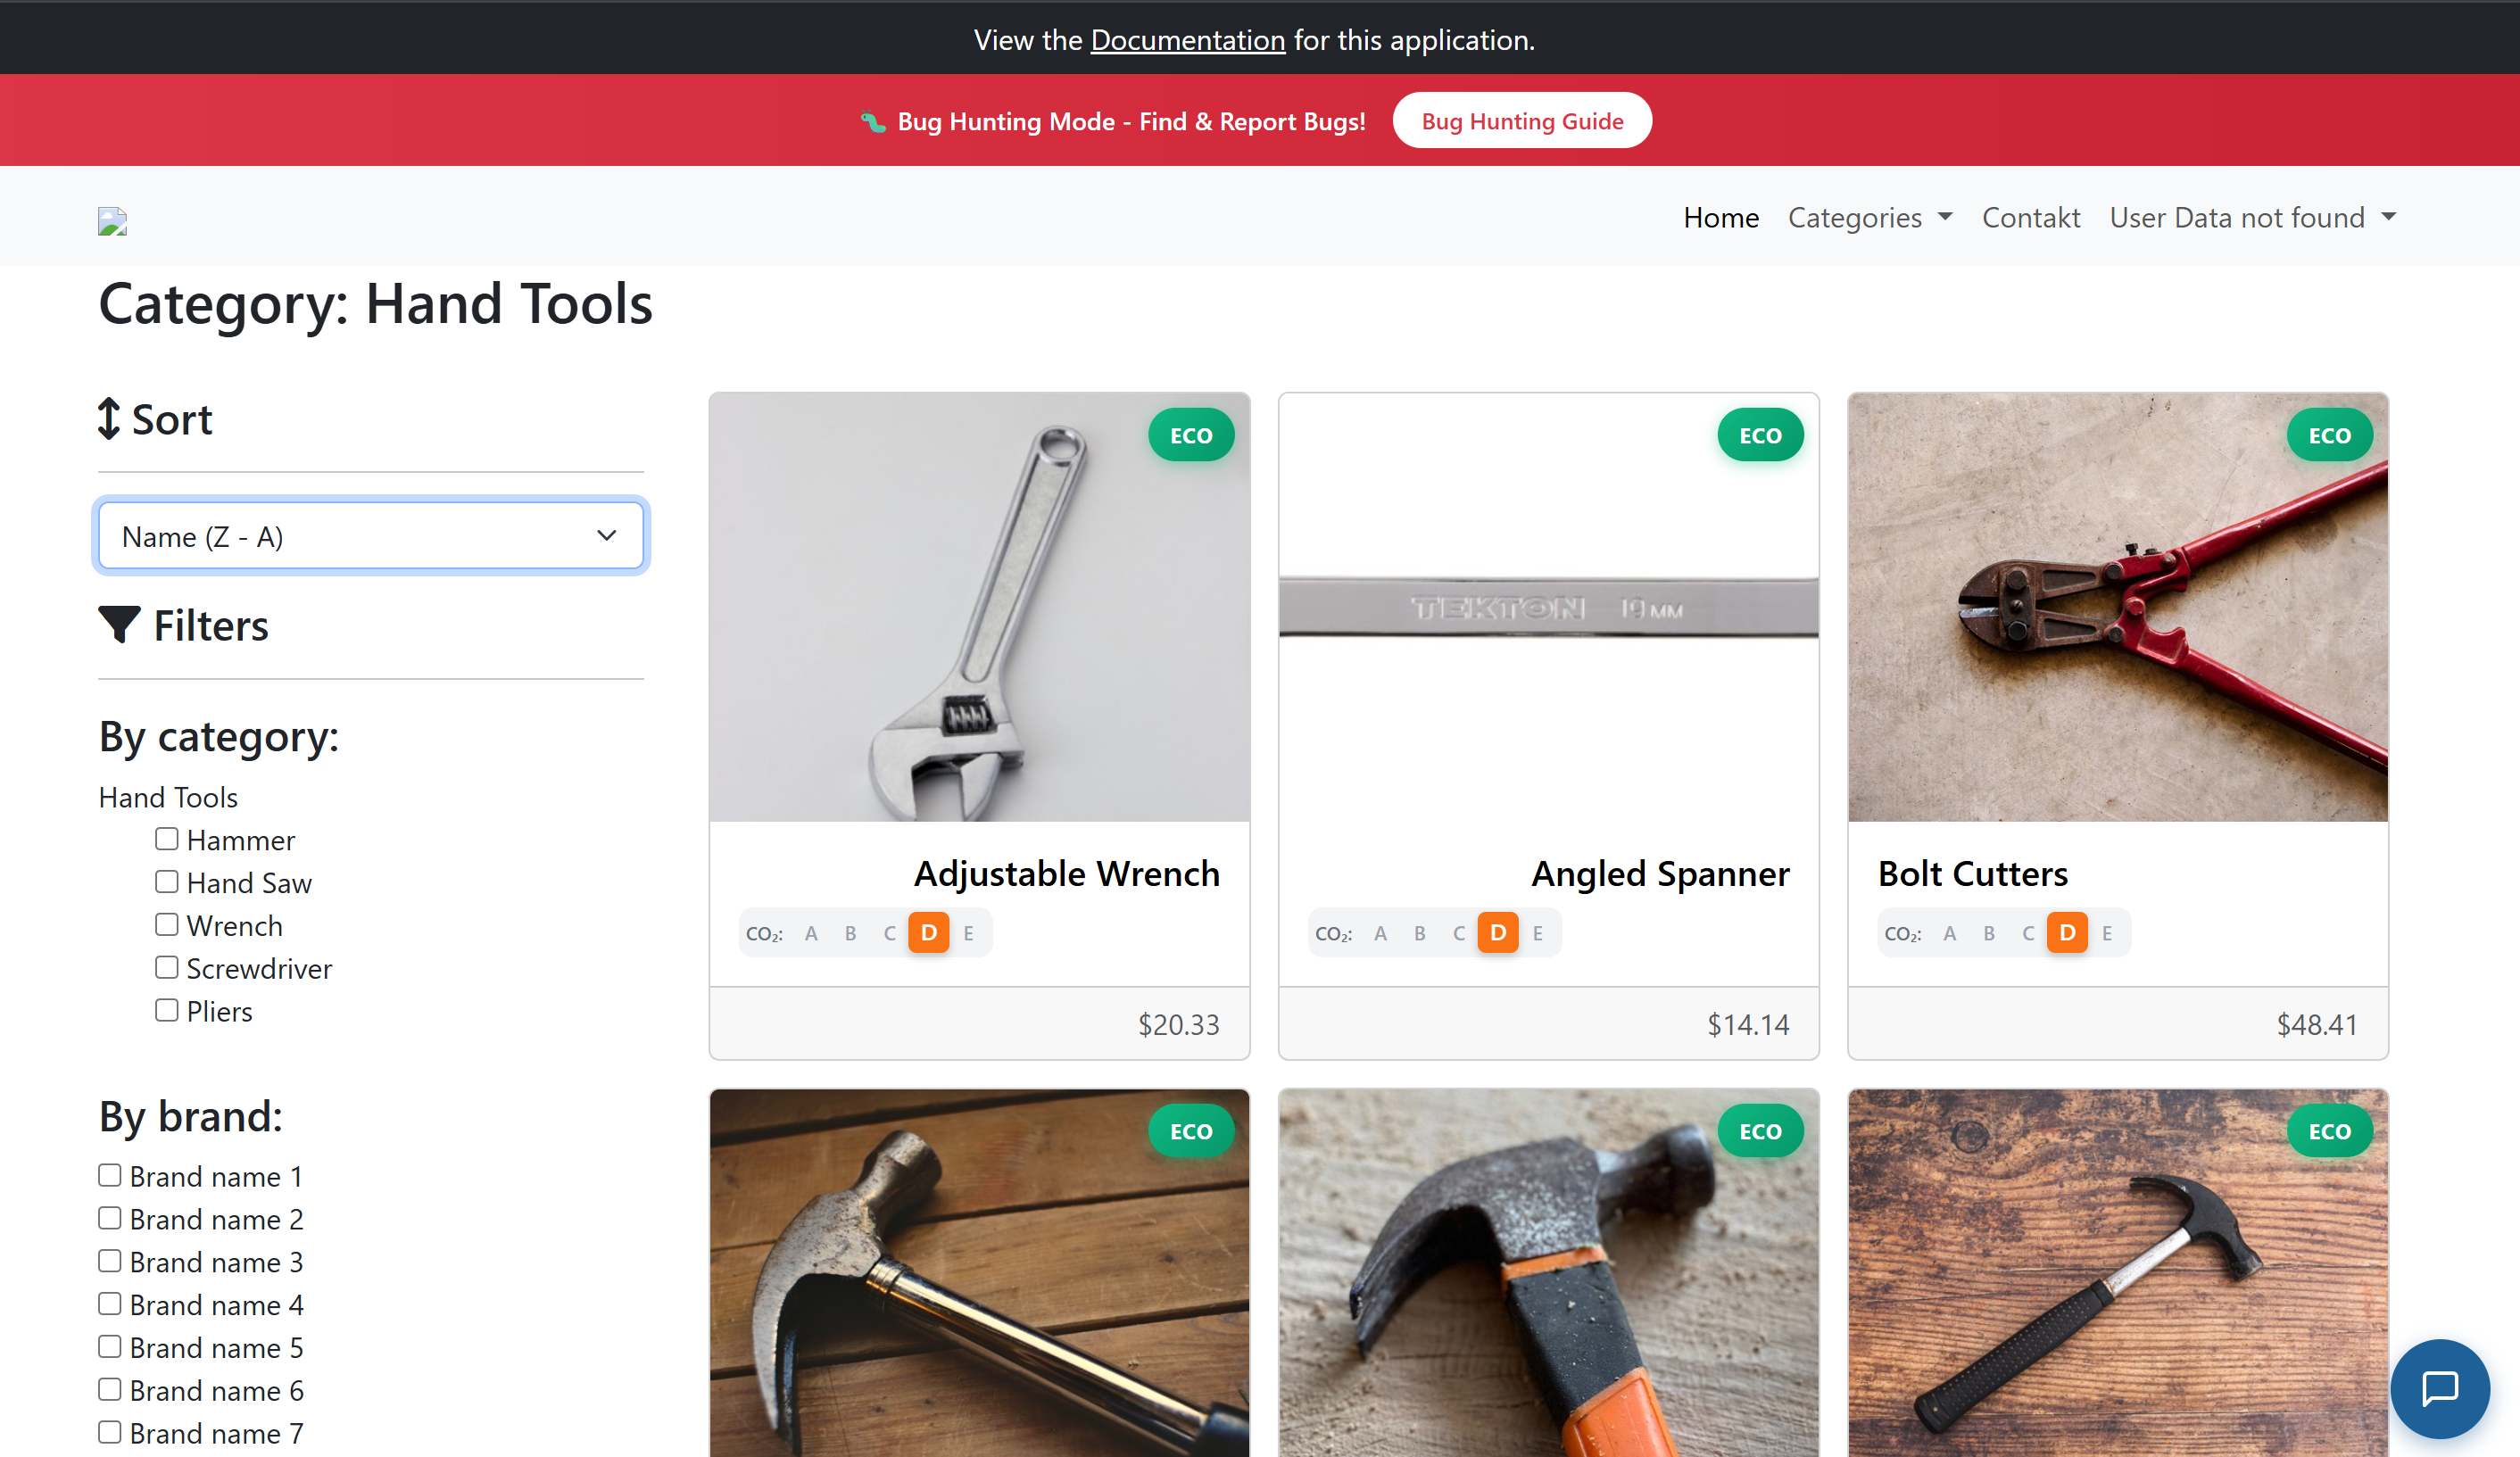 View the Documentation for this application.
Bug Hunting Mode - Find & Report Bugs! Bug Hunting Guide
Home Categories Contakt User Data not found
Category: Hand Tools
Sort
Name (Z - A)
Filters
By category:
Hand Tools
Hammer
Hand Saw
Wrench
Screwdriver
Pliers
By brand:
Brand name 1
Brand name 2
Brand name 3
Brand name 4
Brand name 5
Brand name 6
Brand name 7
ECO
Adjustable Wrench
CO₂: A B C D E
$20.33
ECO
TEKTON 19 MM
Angled Spanner
CO₂: A B C D E
$14.14
ECO
Bolt Cutters
CO₂: A B C D E
$48.41
ECO
ECO
ECO